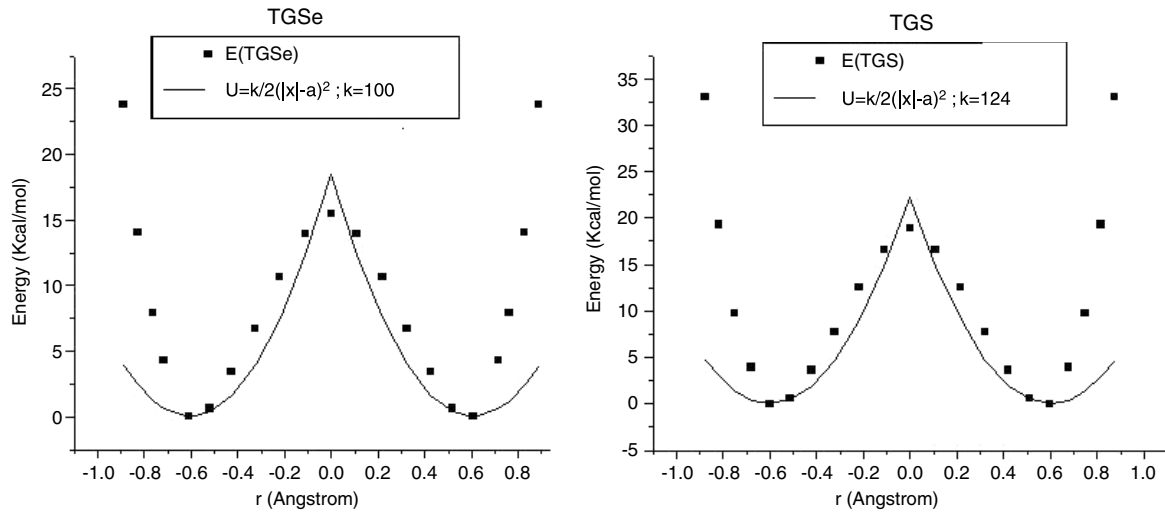 TGSe
E(TGSe)
U=k/2(|x|-a)² ; k=100
Energy (Kcal/mol)
25
20
15
10
5
0
-1.0 -0.8 -0.6 -0.4 -0.2 0.0 0.2 0.4 0.6 0.8
r (Angstrom)
TGS
E(TGS)
U=k/2(|x|-a)² ; k=124
Energy (Kcal/mol)
35
30
25
20
15
10
5
0
-5
-1.0 -0.8 -0.6 -0.4 -0.2 0.0 0.2 0.4 0.6 0.8 1.0
r (Angstrom)